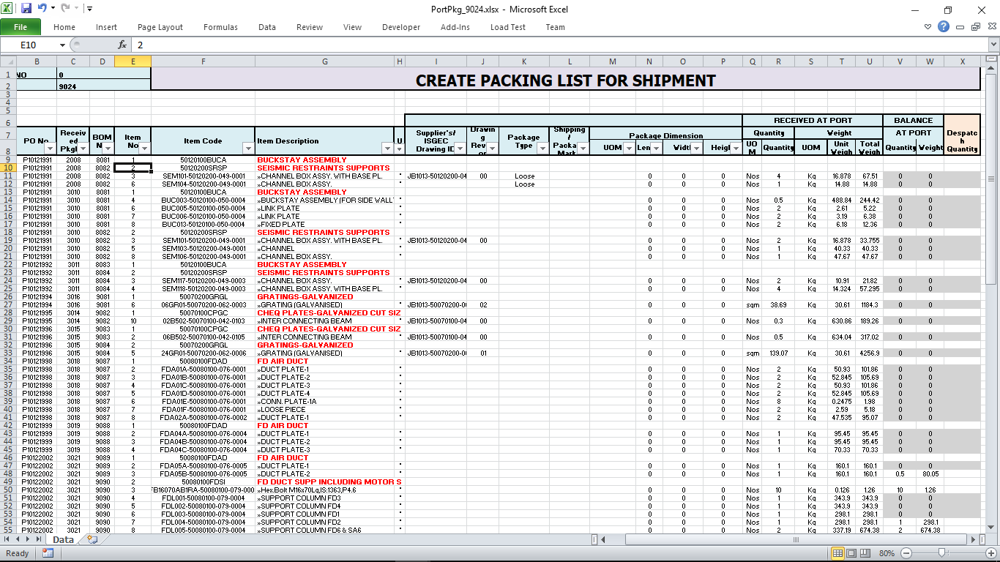 PortPkg_9024.xlsx - Microsoft Excel
File Home Insert Page Layout Formulas Data Review View Developer Add-Ins Load Test Team
E10 fx 2
B C D E F G H I J K L M N O P Q R S T U V W X
1 NO 0 CREATE PACKING LIST FOR SHIPMENT
2 9024
3
4
5
6 RECEIVED AT PORT BALANCE
7 PO No Received Pkgl BOM N Item No Item Code Item Description U Supplier's/ ISGEC Drawing ID Drawing Rev or Package Type Shipping / Packa Mark Package Dimension Quantity Weight AT PORT Despatch Quantity
8 UOM Len Widt Heigl UOM Quantity UOM Unit Weigh Total Weigh Quantity Weight
9 P10121991 2008 8081 1 50120100BUCA BUCKSTAY ASSEMBLY
10 P10121991 2008 8082 2 50120200SRSP SEISMIC RESTRAINTS SUPPORTS
11 P10121991 2008 8082 3 SEM101-50120200-049-0001 »CHANNEL BOX ASSY. WITH BASE PL. JB1013-50120200-04 00 Loose 0 0 0 Nos 4 Kg 16.878 67.51 0 0
12 P10121991 2008 8082 6 SEM104-50120200-049-0001 »CHANNEL BOX ASSY. Loose 0 0 0 Nos 1 Kg 14.88 14.88 0 0
13 P10121991 3010 8081 1 50120100BUCA BUCKSTAY ASSEMBLY
14 P10121991 3010 8081 4 BUC003-50120100-050-0004 »BUCKSTAY ASSEMBLY (FOR SIDE WALL 0 0 0 Nos 0.5 Kg 488.84 244.42 0 0
15 P10121991 3010 8081 6 BUC005-50120100-050-0004 »LINK PLATE 0 0 0 Nos 2 Kg 2.61 5.22 0 0
16 P10121991 3010 8081 7 BUC006-50120100-050-0004 »LINK PLATE 0 0 0 Nos 2 Kg 3.19 6.38 0 0
17 P10121991 3010 8081 8 BUC013-50120100-050-0004 »FIXED PLATE 0 0 0 Nos 2 Kg 6.18 12.36 0 0
18 P10121991 3010 8082 2 50120200SRSP SEISMIC RESTRAINTS SUPPORTS
19 P10121991 3010 8082 3 SEM101-50120200-049-0001 »CHANNEL BOX ASSY. WITH BASE PL. JB1013-50120200-04 00 0 0 0 Nos 2 Kg 16.878 33.755 0 0
20 P10121991 3010 8082 5 SEM103-50120200-049-0001 »CHANNEL 0 0 0 Nos 1 Kg 40.33 40.33 0 0
21 P10121991 3010 8082 8 SEM106-50120200-049-0001 »CHANNEL BOX ASSY. 0 0 0 Nos 1 Kg 47.67 47.67 0 0
22 P10121992 3011 8083 1 50120100BUCA BUCKSTAY ASSEMBLY
23 P10121992 3011 8084 2 50120200SRSP SEISMIC RESTRAINTS SUPPORTS
24 P10121992 3011 8084 3 SEM117-50120200-049-0003 »CHANNEL BOX ASSY. JB1013-50120200-04 00 0 0 0 Nos 2 Kg 10.91 21.82 0 0
25 P10121992 3011 8084 4 SEM118-50120200-049-0003 »CHANNEL BOX ASSY. WITH BASE PL. 0 0 0 Nos 4 Kg 14.324 57.295 0 0
26 P10121994 3016 9081 1 50070200GRGL GRATINGS-GALVANIZED
27 P10121994 3016 9081 6 06GR01-50070200-062-0003 »GRATING (GALVANISED) JB1013-50070200-0 02 0 0 0 sqm 38.69 Kg 30.61 1184.3 0 0
28 P10121995 3014 9082 1 50070100CPGC CHEQ PLATES-GALVANIZED CUT SIZ
29 P10121995 3014 9082 10 02B502-50070100-042-0103 »INTER CONNECTING BEAM JB1013-50070100-04 00 0 0 0 Nos 0.3 Kg 630.86 189.26 0 0
30 P10121996 3015 9083 1 50070100CPGC CHEQ PLATES-GALVANIZED CUT SIZ
31 P10121996 3015 9083 2 06B502-50070100-042-0105 »INTER CONNECTING BEAM JB1013-50070100-04 00 0 0 0 Nos 0.5 Kg 634.04 317.02 0 0
32 P10121996 3015 9084 2 50070200GRGL GRATINGS-GALVANIZED
33 P10121996 3015 9084 5 24GR01-50070200-062-0006 »GRATING (GALVANISED) JB1013-50070200-0 01 0 0 0 sqm 139.07 Kg 30.61 4256.9 0 0
34 P10121998 3018 9087 1 50080100FDAD FD AIR DUCT
35 P10121998 3018 9087 2 FDA01A-50080100-076-0001 »DUCT PLATE-1 0 0 0 Nos 2 Kg 50.93 101.86 0 0
36 P10121998 3018 9087 3 FDA01B-50080100-076-0001 »DUCT PLATE-2 0 0 0 Nos 2 Kg 52.845 105.69 0 0
37 P10121998 3018 9087 4 FDA01C-50080100-076-0001 »DUCT PLATE-3 0 0 0 Nos 2 Kg 50.93 101.86 0 0
38 P10121998 3018 9087 5 FDA01D-50080100-076-0001 »DUCT PLATE-4 0 0 0 Nos 2 Kg 52.845 105.69 0 0
39 P10121998 3018 9087 6 FDA01E-50080100-076-0001 »CONN. PLATE-1A 0 0 0 Nos 8 Kg 0.2475 1.98 0 0
40 P10121998 3018 9087 7 FDA01F-50080100-076-0001 »LOOSE PIECE 0 0 0 Nos 2 Kg 2.59 5.18 0 0
41 P10121998 3018 9087 8 FDA02A-50080100-076-0002 »DUCT PLATE-1 0 0 0 Nos 2 Kg 47.535 95.07 0 0
42 P10121999 3019 9088 1 50080100FDAD FD AIR DUCT
43 P10121999 3019 9088 2 FDA04A-50080100-076-0004 »DUCT PLATE-1 0 0 0 Nos 1 Kg 95.45 95.45 0 0
44 P10121999 3019 9088 3 FDA04B-50080100-076-0004 »DUCT PLATE-2 0 0 0 Nos 1 Kg 95.45 95.45 0 0
45 P10121999 3019 9088 4 FDA04C-50080100-076-0004 »DUCT PLATE-3 0 0 0 Nos 1 Kg 70.33 70.33 0 0
46 P10122002 3021 9089 1 50080100FDAD FD AIR DUCT
47 P10122002 3021 9089 2 FDA05A-50080100-076-0005 »DUCT PLATE-1 0 0 0 Nos 1 Kg 160.1 160.1 0 0
48 P10122002 3021 9089 3 FDA05B-50080100-076-0005 »DUCT PLATE-2 0 0 0 Nos 1 Kg 160.1 160.1 0.5 80.05
49 P10122002 3021 9090 2 50080100FDSI FD DUCT SUPP INCLUDING MOTOR S
50 P10122002 3021 9090 3 FB16070AB1RA-50080100-079-000 »Hex.Bolt M16x70Lg,IS:1363,P4.6 0 0 0 Nos 10 Kg 0.126 1.26 10 1.26
51 P10122002 3021 9090 4 FDL001-50080100-079-0004 »SUPPORT COLUMN FD3 0 0 0 Nos 1 Kg 343.9 343.9 0 0
52 P10122002 3021 9090 5 FDL002-50080100-079-0004 »SUPPORT COLUMN FD4 0 0 0 Nos 1 Kg 343.9 343.9 0 0
53 P10122002 3021 9090 6 FDL003-50080100-079-0004 »SUPPORT COLUMN FD1 0 0 0 Nos 1 Kg 298.1 298.1 0 0
54 P10122002 3021 9090 7 FDL004-50080100-079-0004 »SUPPORT COLUMN FD2 0 0 0 Nos 1 Kg 298.1 298.1 1 298.1
55 P10122002 3021 9090 8 FDL005-50080100-079-0004 »SUPPORT COLUMN FD6 & SA6 0 0 0 Nos 2 Kg 337.19 674.38 2 674.38
Data
Ready 80%